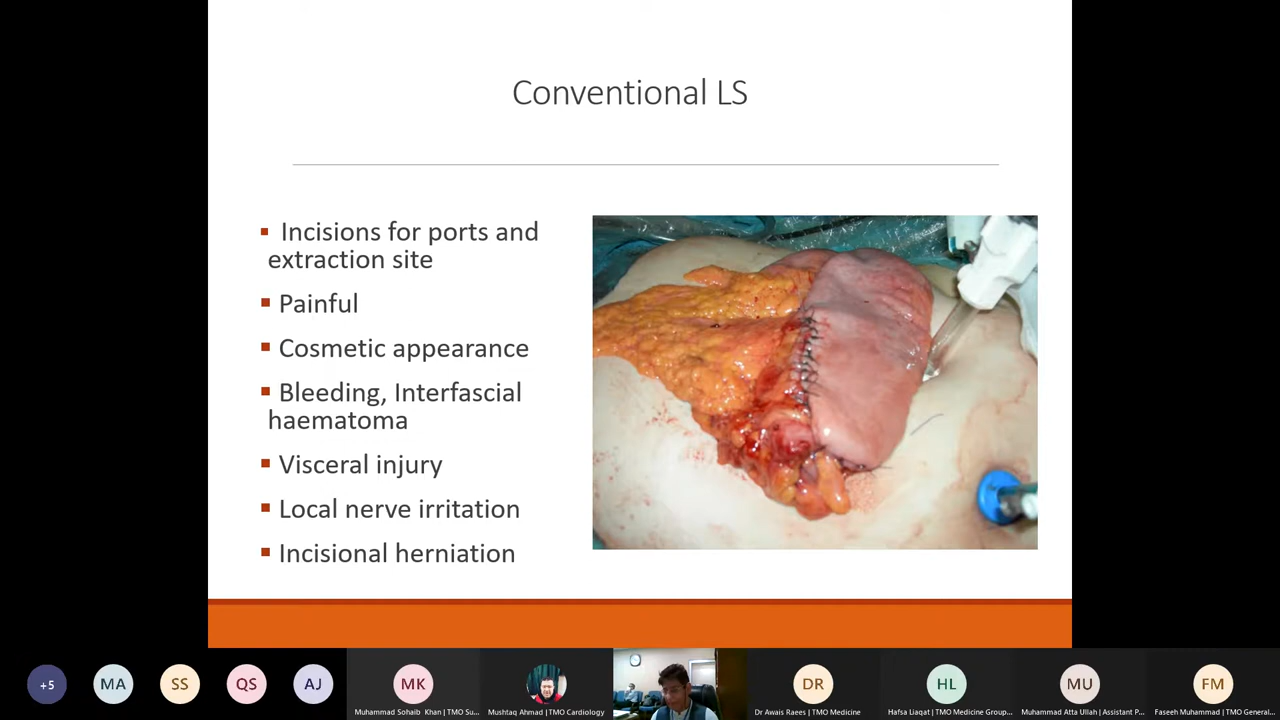 Conventional LS
▪ Incisions for ports and
extraction site
▪ Painful
▪ Cosmetic appearance
▪ Bleeding, Interfascial
haematoma
▪ Visceral injury
▪ Local nerve irritation
▪ Incisional herniation
+5 MA SS QS AJ MK DR HL MU FM
Muhammad Sohaib Khan | TMO Su... Mushtaq Ahmad | TMO Cardiology Dr Awais Raees | TMO Medicine Hafsa Liaqat | TMO Medicine Group... Muhammad Atta Ullah | Assistant P... Faseeh Muhammad | TMO General...